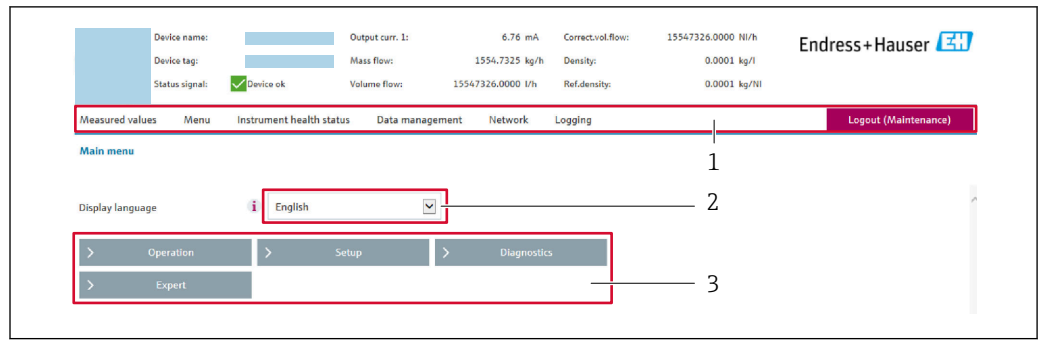 Device name: Output curr. 1: 6.76 mA Correct.vol.flow: 15547326.0000 Nl/h
Endress+Hauser EH
Device tag: Mass flow: 1554.7325 kg/h Density: 0.0001 kg/l
Status signal: Device ok Volume flow: 15547326.0000 l/h Ref.density: 0.0001 kg/Nl
Measured values Menu Instrument health status Data management Network Logging Logout (Maintenance)
1
Main menu
Display language i English 2
> Operation > Setup > Diagnostics
> Expert 3